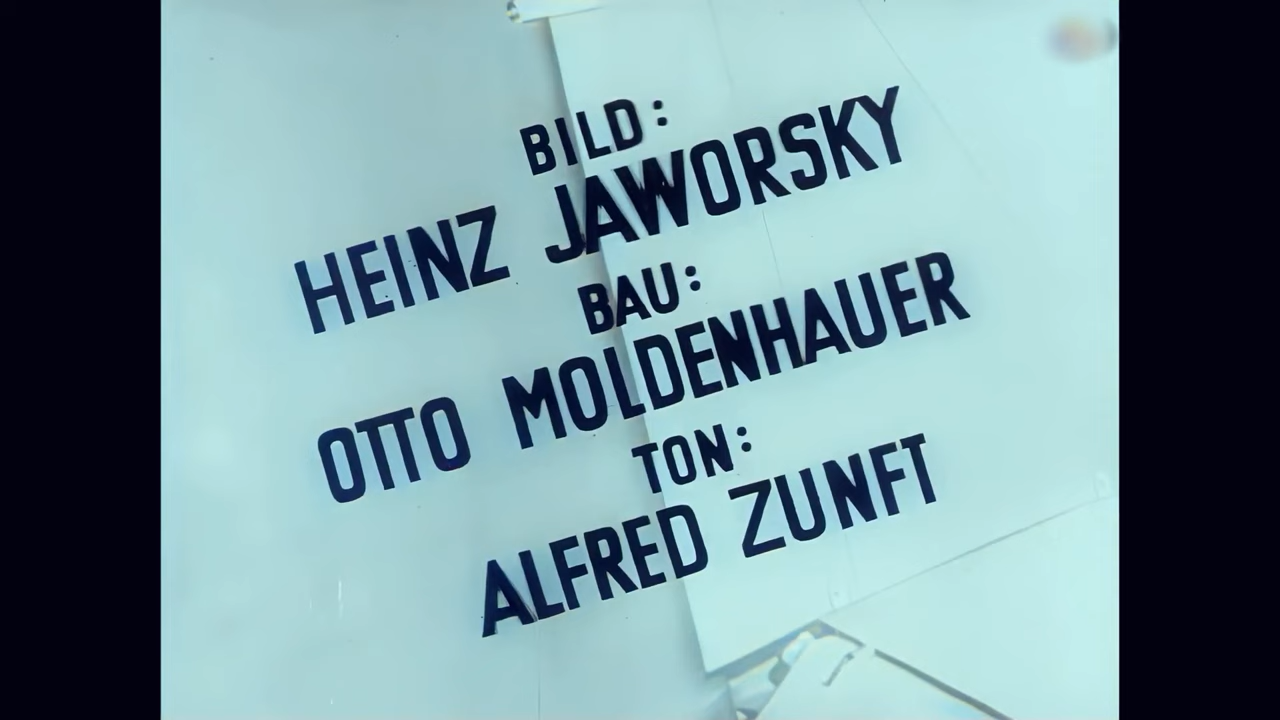 BILD:
HEINZ JAWORSKY
BAU:
OTTO MOLDENHAUER
TON:
ALFRED ZUNFT